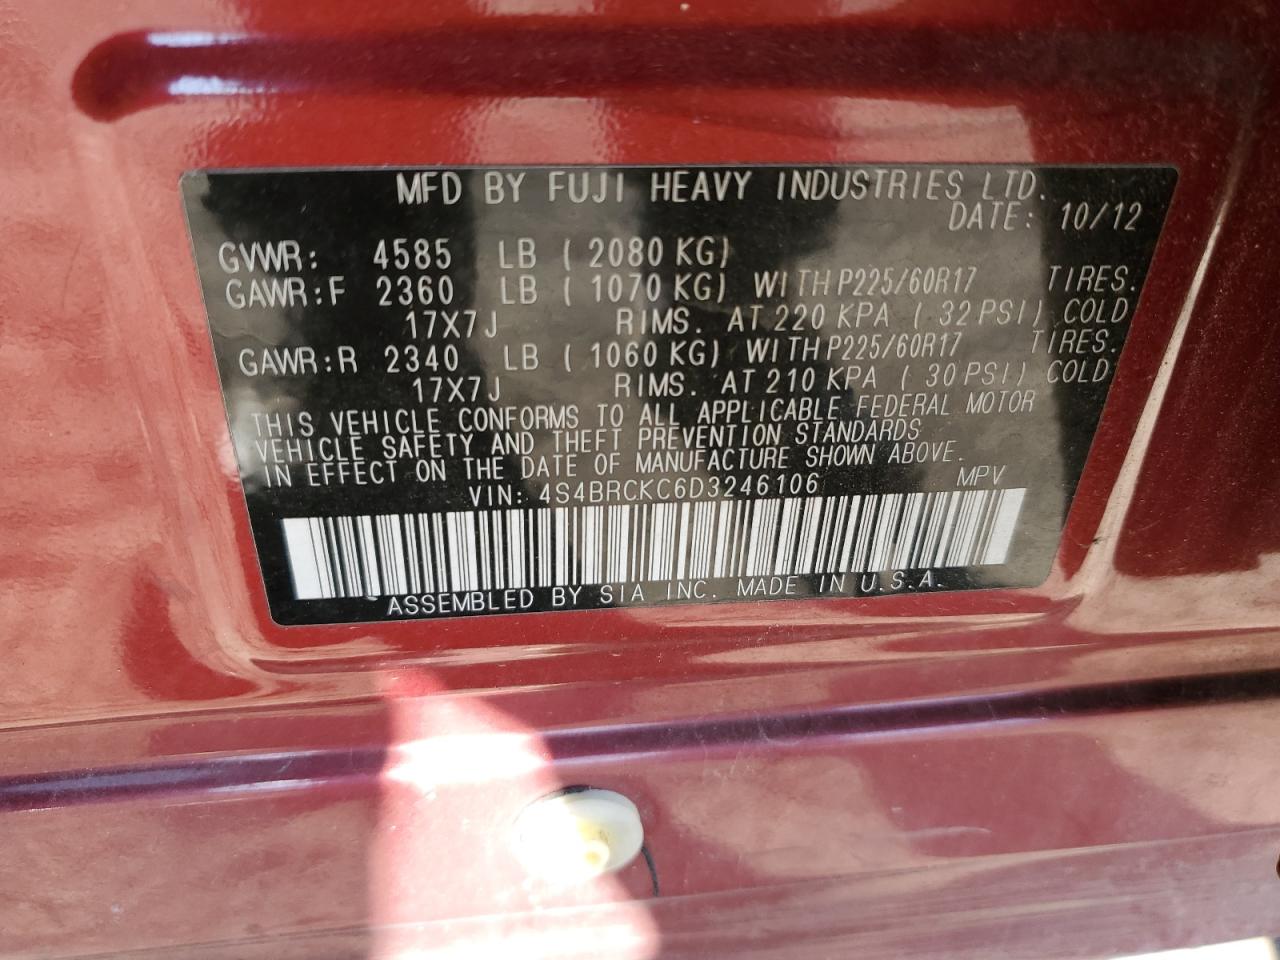 MFD BY FUJI HEAVY INDUSTRIES LTD.
DATE: 10/12
GVWR: 4585 LB ( 2080 KG)
GAWR:F 2360 LB ( 1070 KG) WITH P225/60R17 TIRES.
17X7J RIMS. AT 220 KPA ( 32 PSI) COLD
GAWR:R 2340 LB ( 1060 KG) WITH P225/60R17 TIRES.
17X7J RIMS. AT 210 KPA ( 30 PSI) COLD
THIS VEHICLE CONFORMS TO ALL APPLICABLE FEDERAL MOTOR
VEHICLE SAFETY AND THEFT PREVENTION STANDARDS
IN EFFECT ON THE DATE OF MANUFACTURE SHOWN ABOVE.
VIN: 4S4BRCKC6D3246106 MPV
ASSEMBLED BY SIA INC. MADE IN U.S.A.